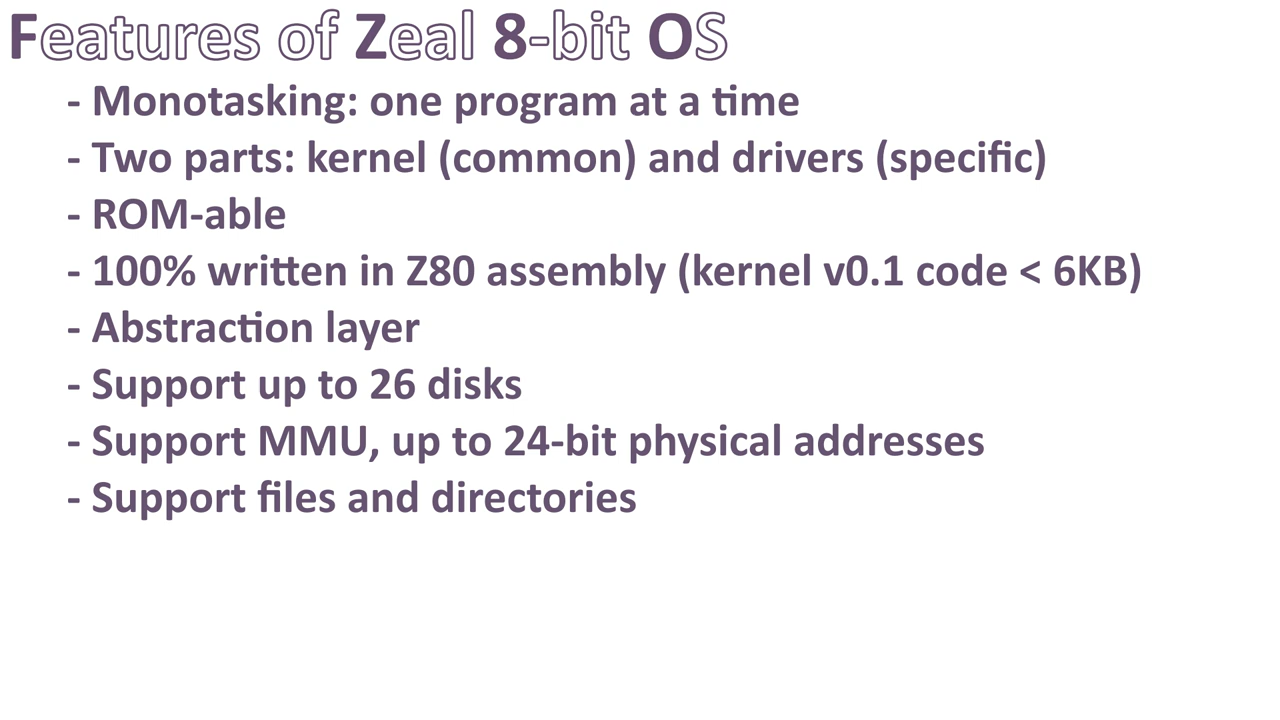 Features of Zeal 8-bit OS
- Monotasking: one program at a time
- Two parts: kernel (common) and drivers (specific)
- ROM-able
- 100% written in Z80 assembly (kernel v0.1 code < 6KB)
- Abstraction layer
- Support up to 26 disks
- Support MMU, up to 24-bit physical addresses
- Support files and directories